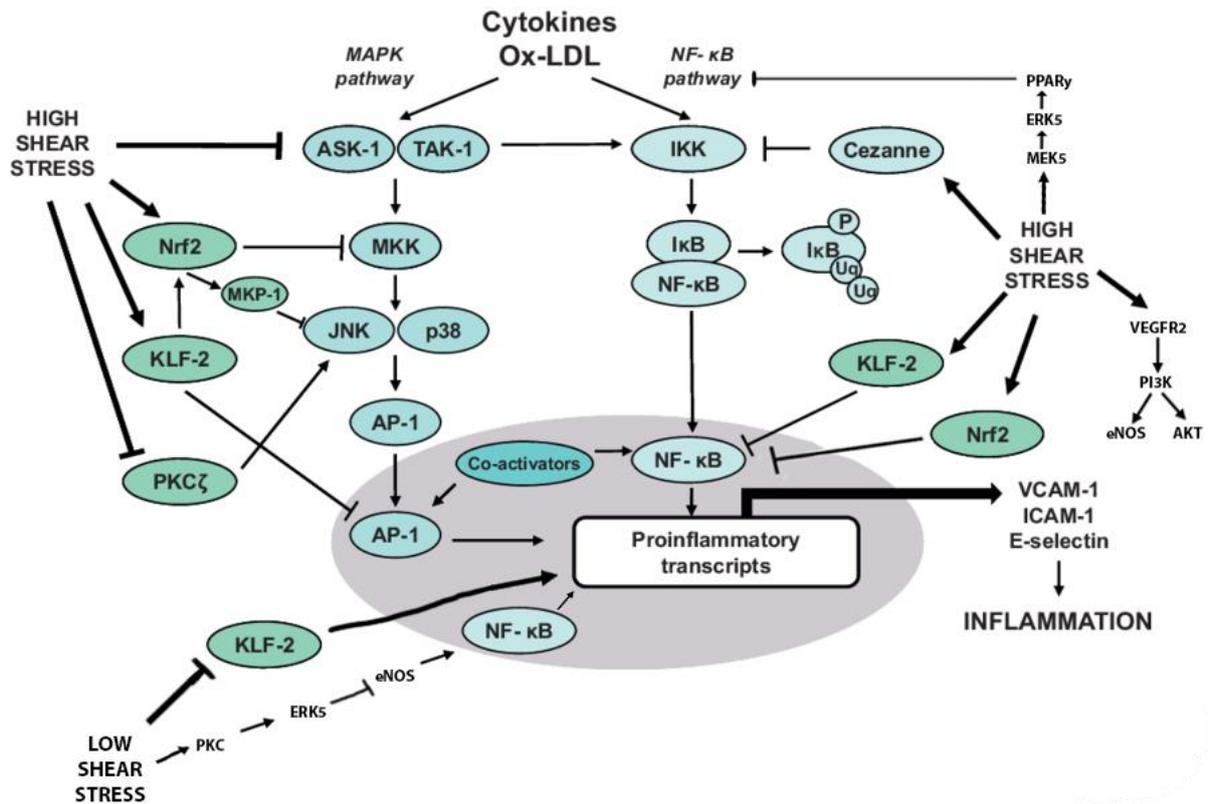 Cytokines
Ox-LDL
MAPK
pathway
NF- κB
pathway
PPARγ
ERK5
MEK5
HIGH
SHEAR
STRESS
ASK-1
TAK-1
IKK
Cezanne
Nrf2
MKK
IκB
NF-κB
IκB
P
Uq
Uq
HIGH
SHEAR
STRESS
MKP-1
JNK
p38
KLF-2
KLF-2
VEGFR2
PI3K
eNOS
AKT
AP-1
Nrf2
PKCζ
Co-activators
NF- κB
AP-1
Proinflammatory
transcripts
VCAM-1
ICAM-1
E-selectin
INFLAMMATION
KLF-2
NF- κB
eNOS
ERK5
PKC
LOW
SHEAR
STRESS